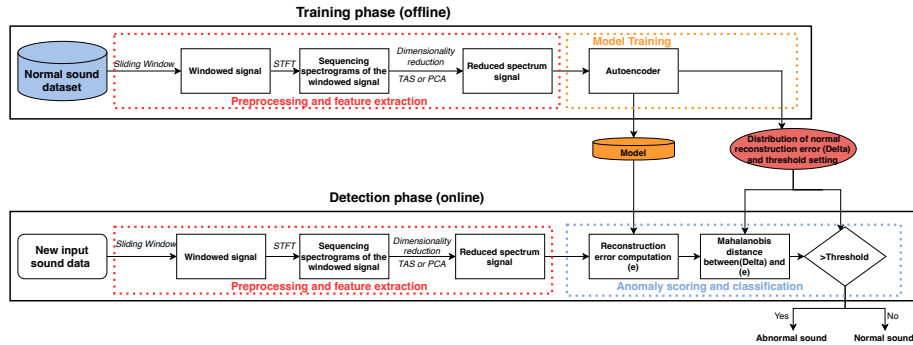 Training phase (offline)
Normal sound
dataset
Sliding Window
Windowed signal
STFT
Sequencing
spectrograms of the
windowed signal
Dimensionality
reduction
TAS or PCA
Reduced spectrum
signal
Preprocessing and feature extraction
Model Training
Autoencoder
Model
Distribution of normal
reconstruction error (Delta)
and threshold setting
Detection phase (online)
New input
sound data
Sliding Window
Windowed signal
STFT
Sequencing
spectrograms of the
windowed signal
Dimensionality
reduction
TAS or PCA
Reduced spectrum
signal
Preprocessing and feature extraction
Reconstruction
error computation
(e)
Mahalanobis
distance
between(Delta) and
(e)
>Threshold
Anomaly scoring and classification
Yes
No
Abnormal sound
Normal sound